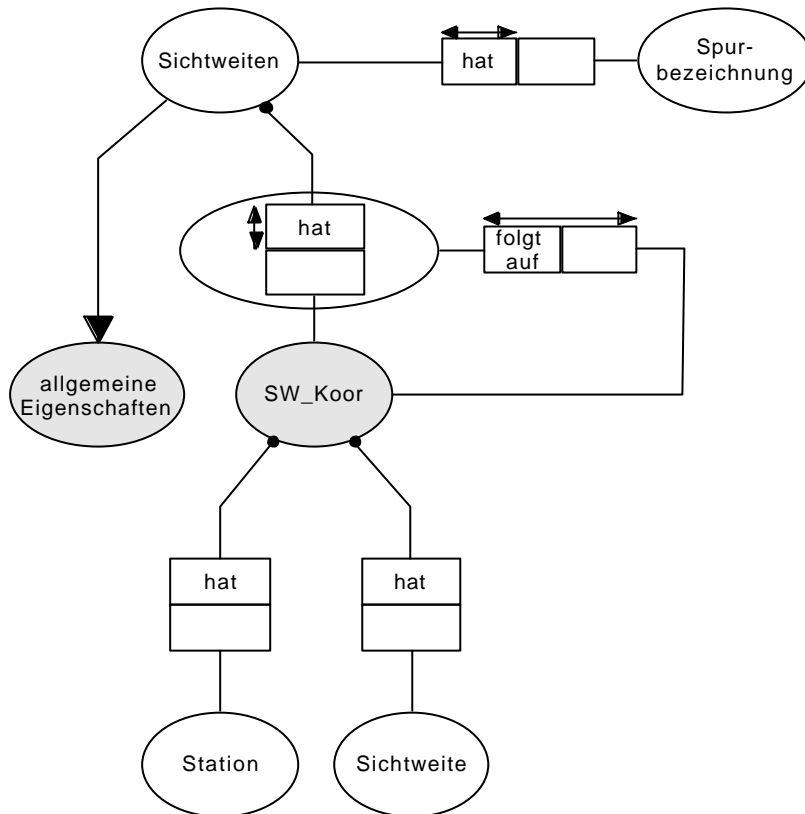 Sichtweiten
hat
Spur-
bezeichnung
hat
folgt
auf
allgemeine
Eigenschaften
SW_Koor
hat
hat
Station
Sichtweite